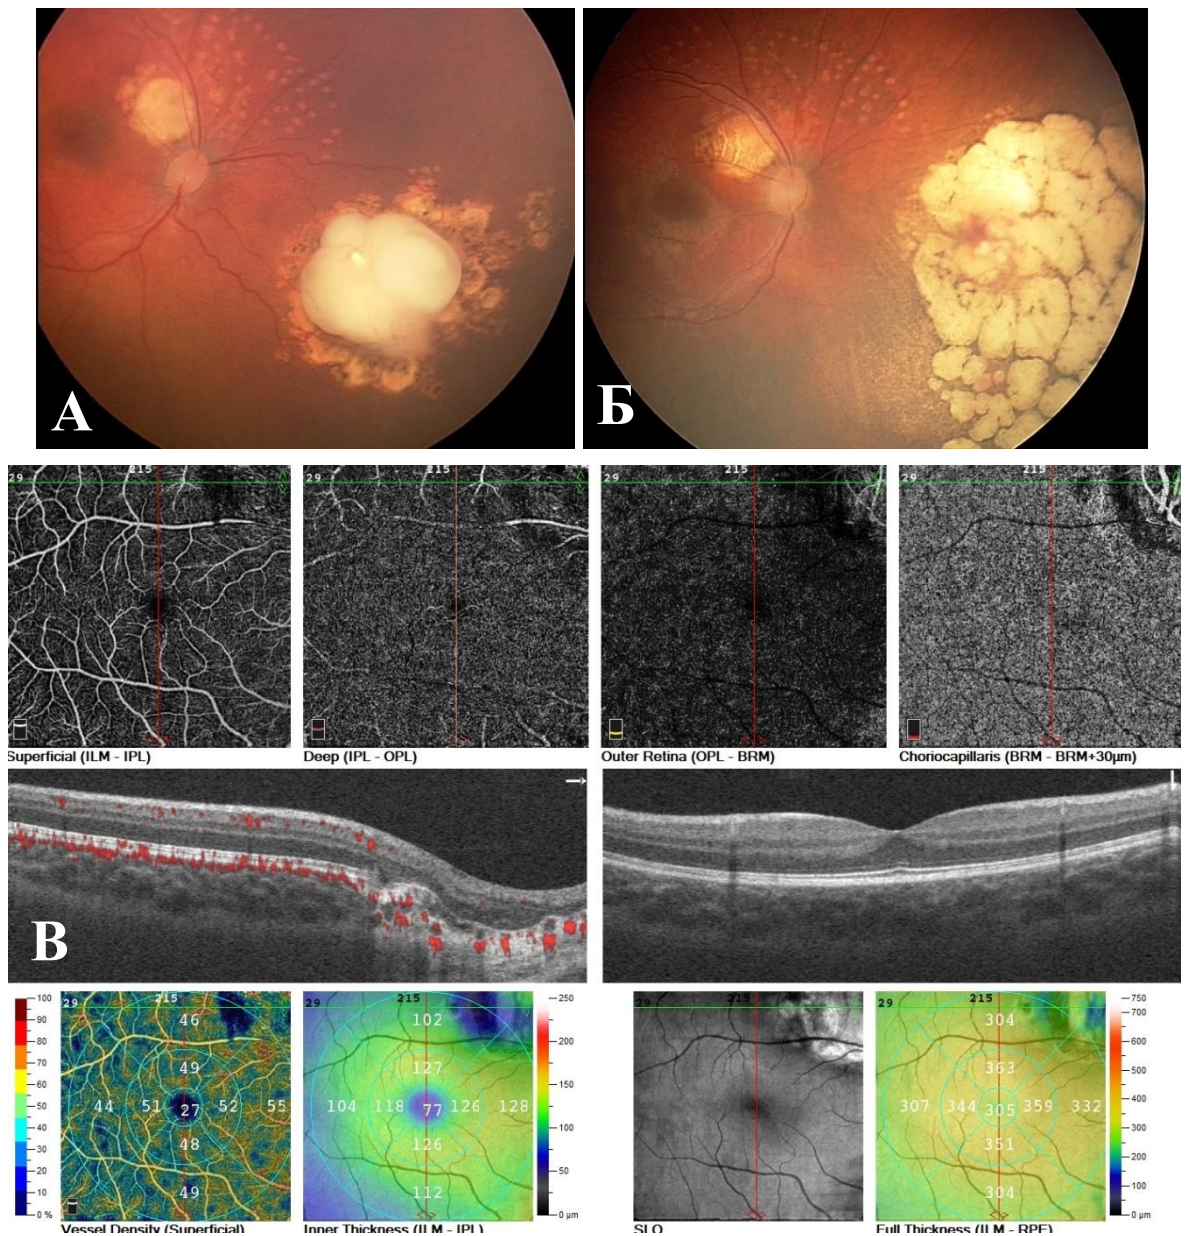 А
Б
29 215
29 215
29 215
29 215
Superficial (ILM - IPL)
Deep (IPL - OPL)
Outer Retina (OPL - BRM)
Choriocapillaris (BRM - BRM+30µm)
В
100
90
80
70
60
50
40
30
20
10
0 %
29 215
46
49
44 51 27 52 55
48
49
Vessel Density (Superficial)
29 215
102
127
104 118 77 126 128
126
112
Inner Thickness (ILM - IPL)
250
200
150
100
50
0 µm
29 215
SLO
29 215
304
363
307 344 305 359 332
351
304
Full Thickness (ILM - RPE)
750
700
600
500
400
300
200
100
0 µm